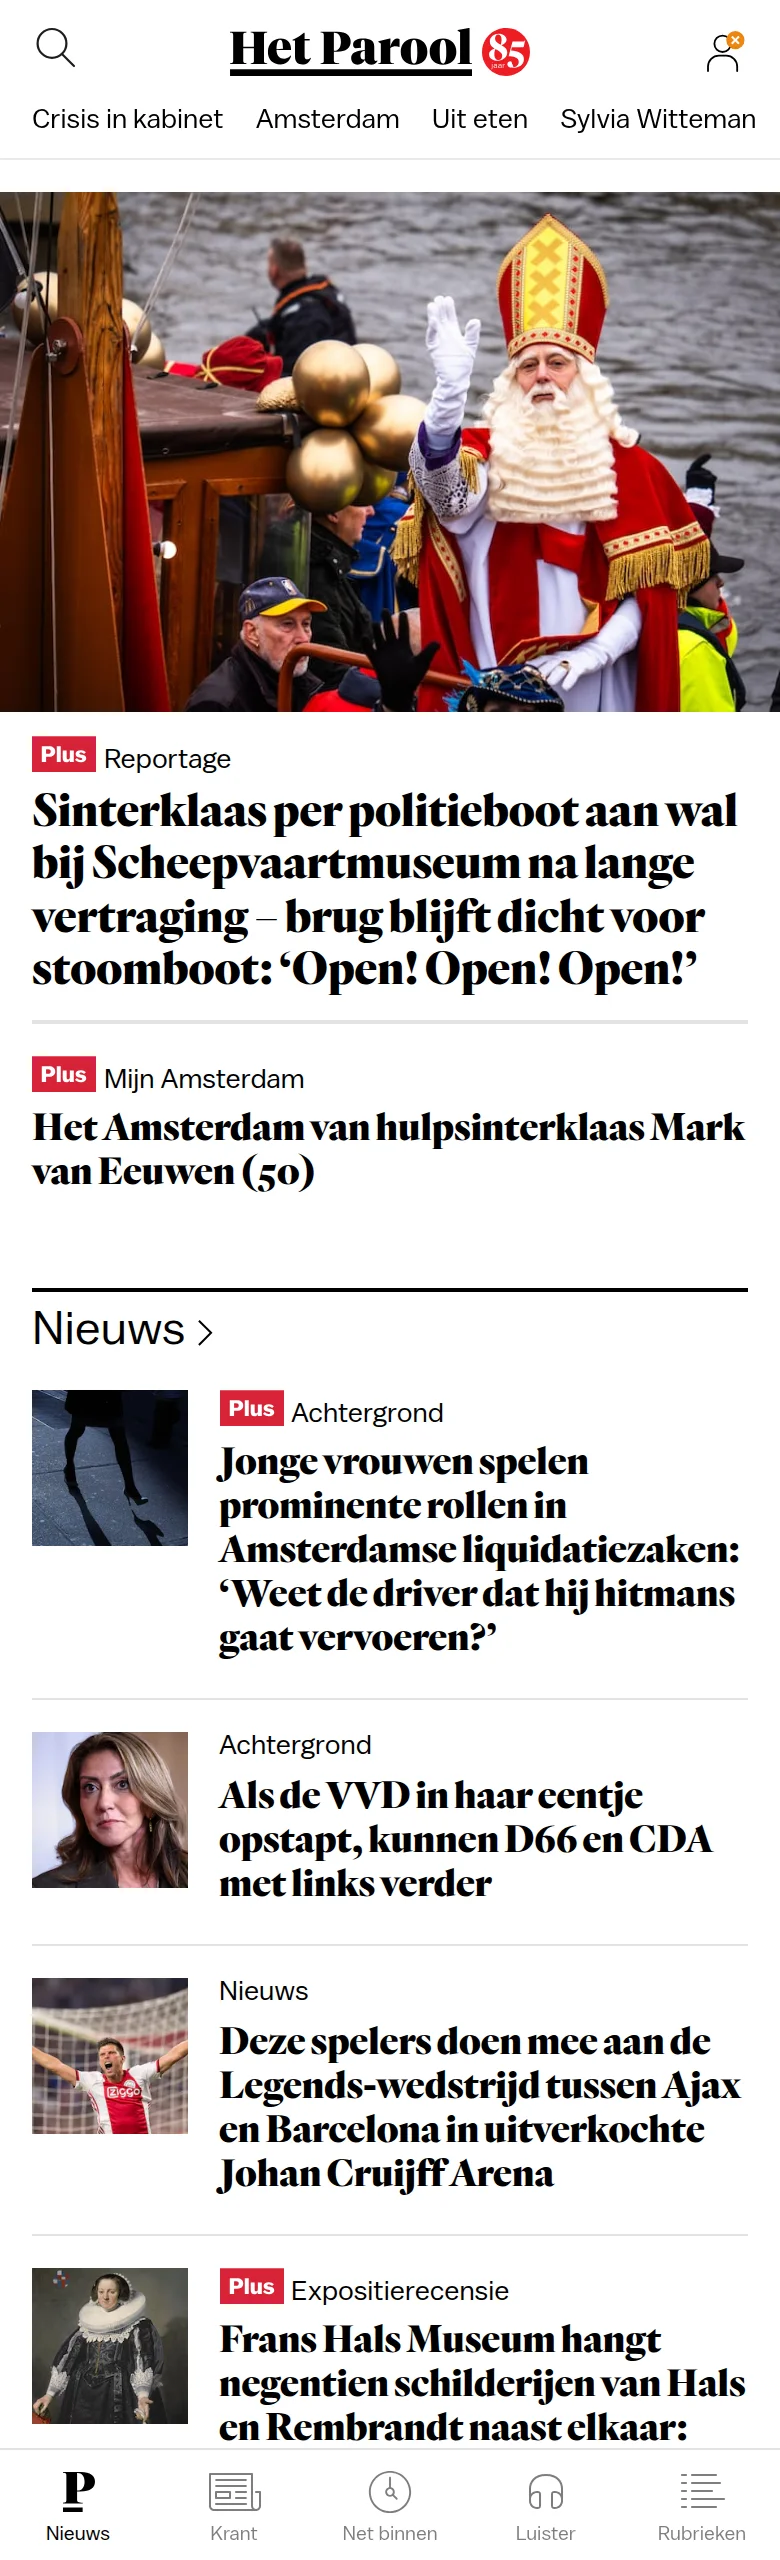 Het Parool
85
jaar
Crisis in kabinet Amsterdam Uit eten Sylvia Witteman
Plus Reportage
Sinterklaas per politieboot aan wal
bij Scheepvaartmuseum na lange
vertraging – brug blijft dicht voor
stoomboot: ‘Open! Open! Open!’
Plus Mijn Amsterdam
Het Amsterdam van hulpsinterklaas Mark
van Eeuwen (50)
Nieuws
Plus Achtergrond
Jonge vrouwen spelen
prominente rollen in
Amsterdamse liquidatiezaken:
‘Weet de driver dat hij hitmans
gaat vervoeren?’
Achtergrond
Als de VVD in haar eentje
opstapt, kunnen D66 en CDA
met links verder
Nieuws
Ziggo
Deze spelers doen mee aan de
Legends-wedstrijd tussen Ajax
en Barcelona in uitverkochte
Johan Cruijff Arena
Plus Expositierecensie
Frans Hals Museum hangt
negentien schilderijen van Hals
en Rembrandt naast elkaar:
P
Nieuws Krant Net binnen Luister Rubrieken